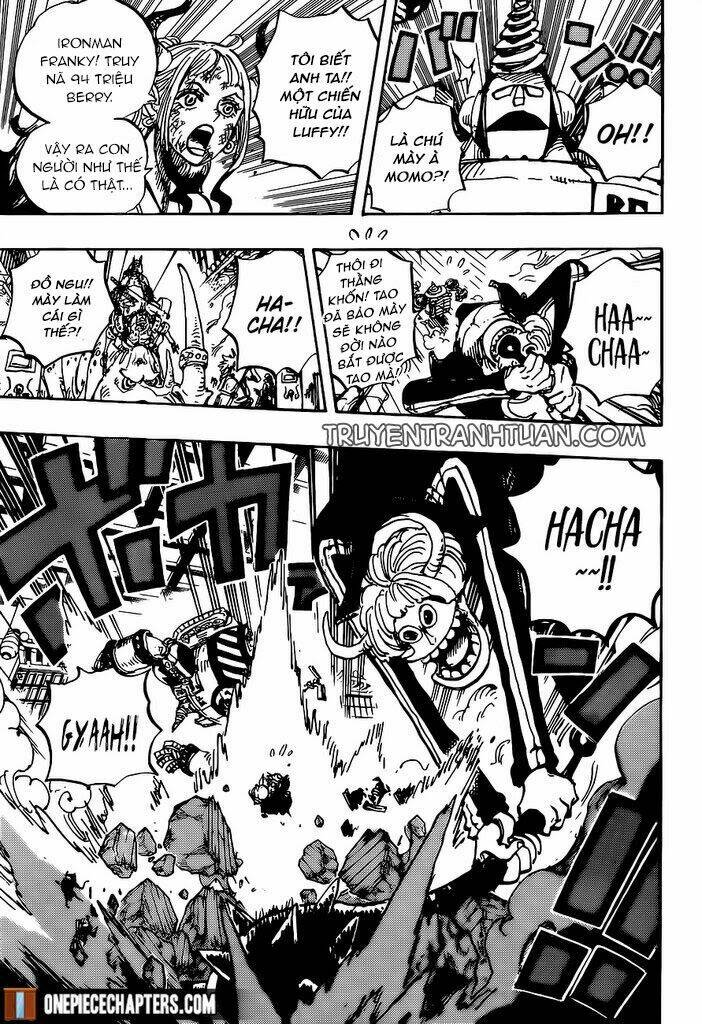 OH!!
LÀ CHÚ
MÀY À
MOMO?!
TÔI BIẾT
ANH TA!!
MỘT CHIẾN
HỮU CỦA
LUFFY!!
IRONMAN
FRANKY! TRUY
NÃ 94 TRIỆU
BERRY.
VẬY RA CON
NGƯỜI NHƯ THẾ
LÀ CÓ THẬT...
HAA~~
CHAA~
THÔI ĐI
THẰNG
KHỐN! TAO
ĐÃ BẢO MÀY
SẼ KHÔNG
ĐỜI NÀO
BẮT ĐƯỢC
TAO MÀ!
HA-
CHA!!
ĐỒ NGU!!
MÀY LÀM
CÁI GÌ
THẾ?!
TRUYENTRANHTUAN.COM
HACHA
~~!!
GYAAH!!
ONEPIECECHAPTERS.COM